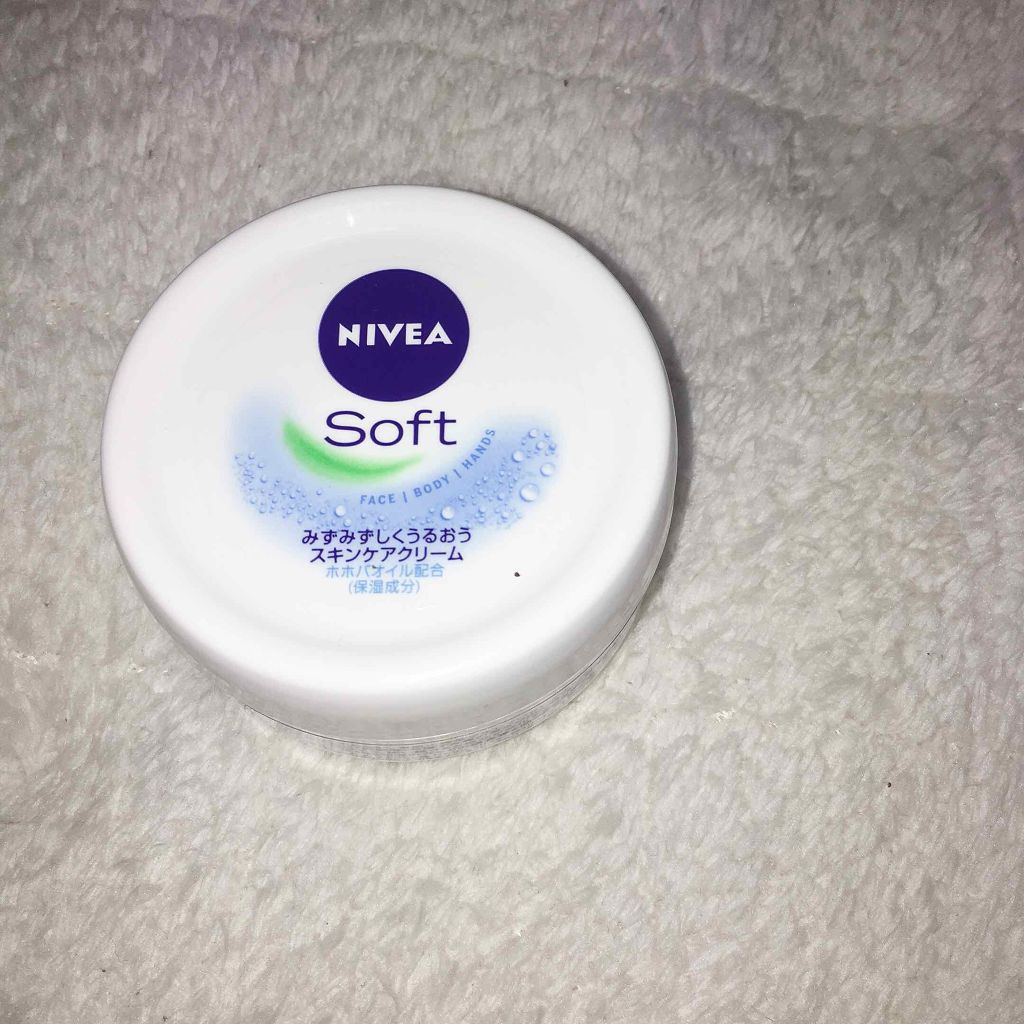 NIVEA
Soft
FACE | BODY | HANDS
みずみずしくうるおう
スキンケアクリーム
ホホバオイル配合
(保湿成分)